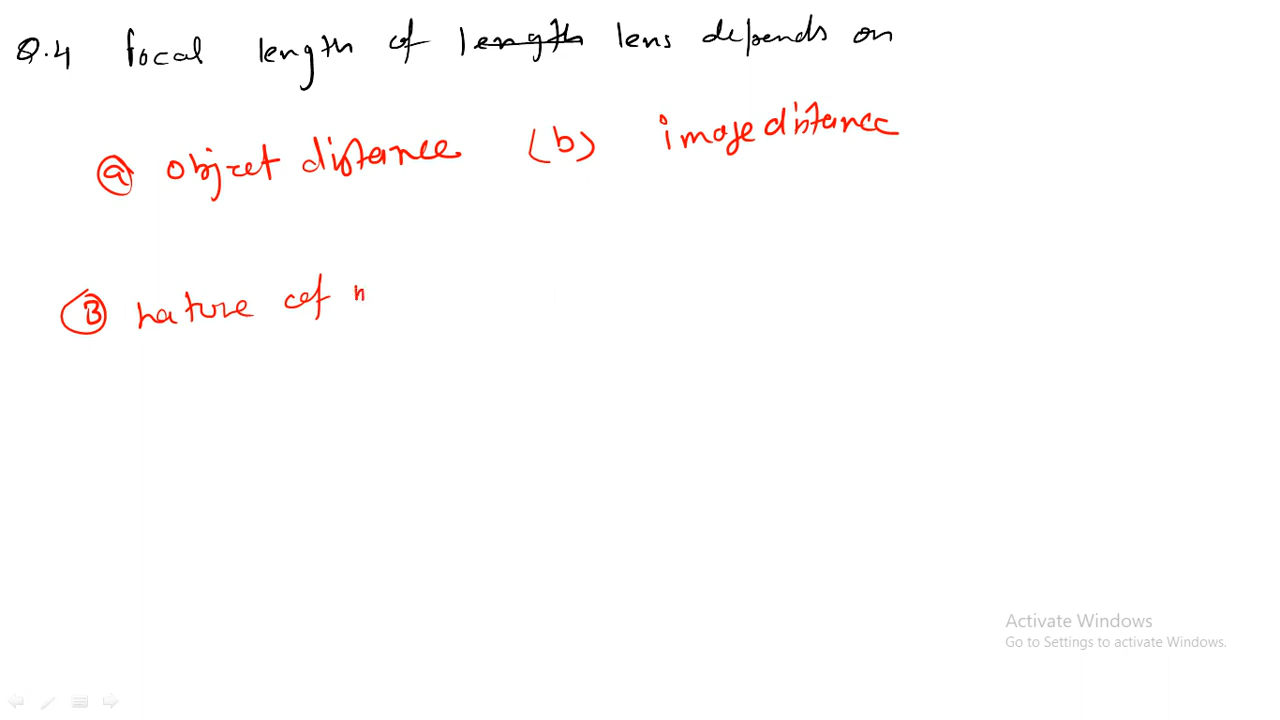 Q.4 focal length of length lens depends on
(a) object distance (b) image distance
(B) nature of n
Activate Windows
Go to Settings to activate Windows.